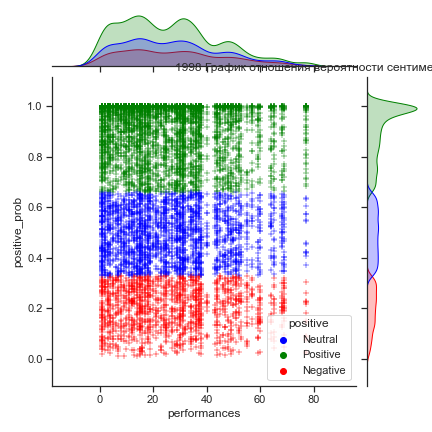 1998 График отношения вероятности сентиме
1.0
0.8
0.6
0.4
0.2
0.0
positive_prob
0 20 40 60 80
performances
positive
Neutral
Positive
Negative